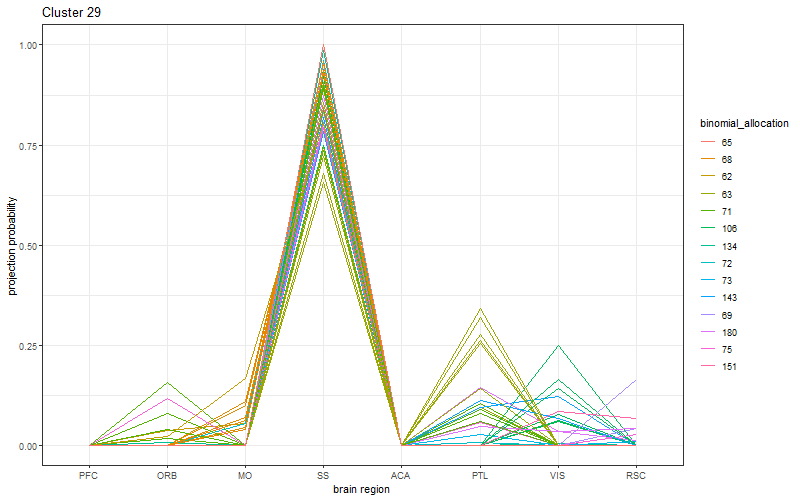 Cluster 29
projection probability
1.00
0.75
0.50
0.25
0.00
PFC
ORB
MO
SS
ACA
PTL
VIS
RSC
brain region
binomial_allocation
65
68
62
63
71
106
134
72
73
143
69
180
75
151